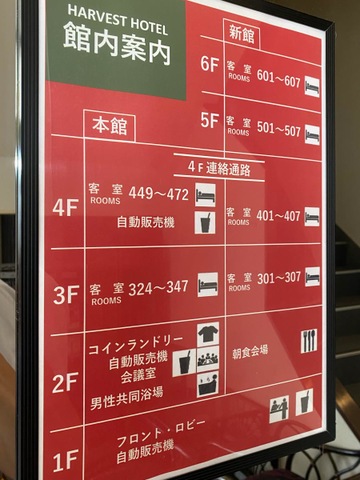 HARVEST HOTEL
館内案内
新館
6F 客室 ROOMS 601〜607
5F 客室 ROOMS 501〜507
本館
4F連絡通路
4F 客室 ROOMS 449〜472
自動販売機
客室 ROOMS 401〜407
3F 客室 ROOMS 324〜347
客室 ROOMS 301〜307
2F コインランドリー
自動販売機
会議室
男性共同浴場
朝食会場
1F フロント・ロビー
自動販売機